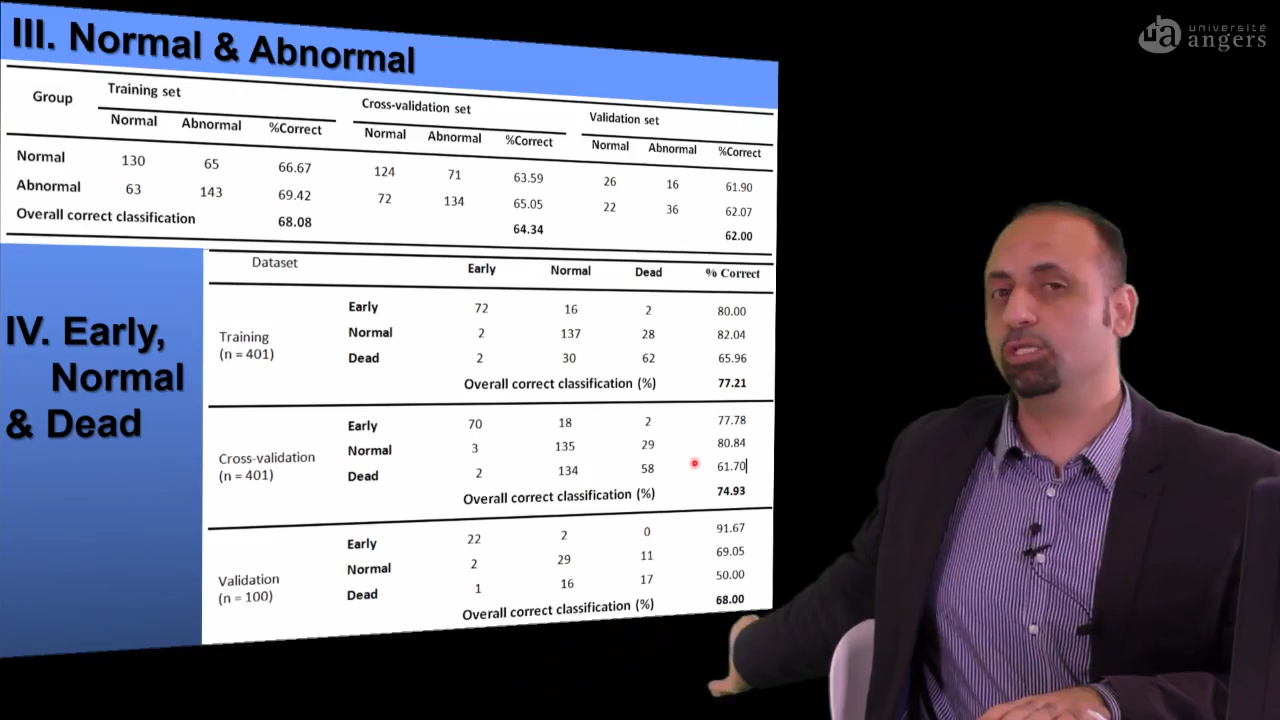 III. Normal & Abnormal
université
angers
Group Training set Cross-validation set Validation set
Normal Abnormal %Correct Normal Abnormal %Correct Normal Abnormal %Correct
Normal 130 65 66.67 124 71 63.59 26 16 61.90
Abnormal 63 143 69.42 72 134 65.05 22 36 62.07
Overall correct classification 68.08 64.34 62.00
IV. Early,
Normal
& Dead
Dataset Early Normal Dead % Correct
Training
(n = 401)
Early 72 16 2 80.00
Normal 2 137 28 82.04
Dead 2 30 62 65.96
Overall correct classification (%) 77.21
Cross-validation
(n = 401)
Early 70 18 2 77.78
Normal 3 135 29 80.84
Dead 2 134 58 61.70
Overall correct classification (%) 74.93
Validation
(n = 100)
Early 22 2 0 91.67
Normal 2 29 11 69.05
Dead 1 16 17 50.00
Overall correct classification (%) 68.00